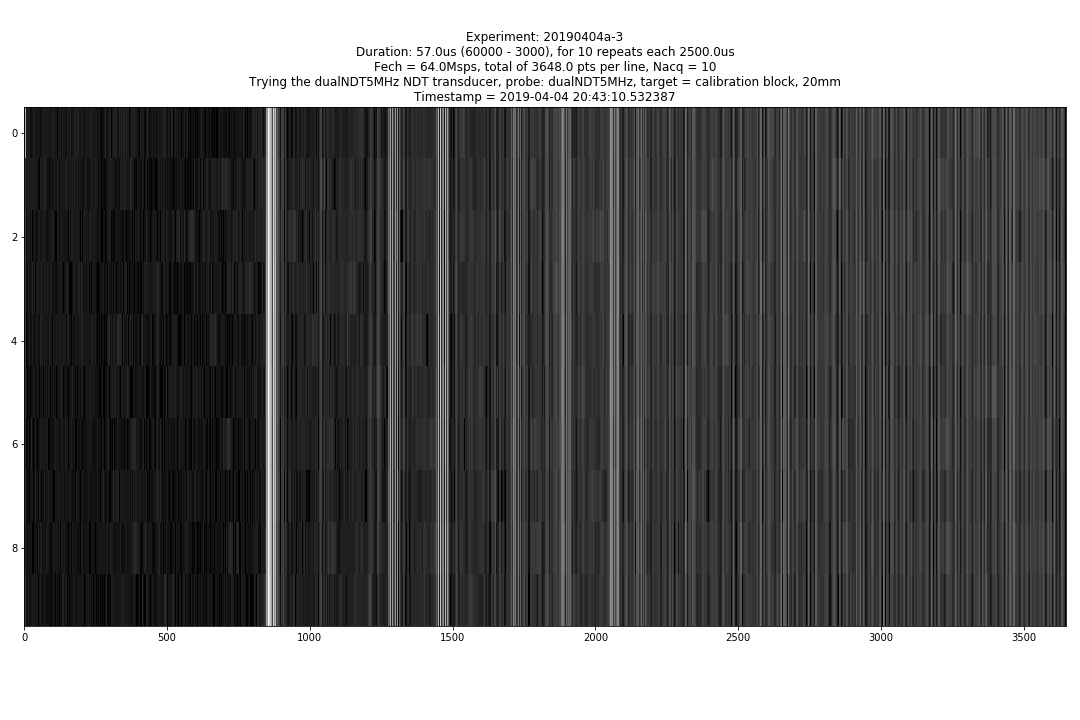 Experiment: 20190404a-3
Duration: 57.0us (60000 - 3000), for 10 repeats each 2500.0us
Fech = 64.0Msps, total of 3648.0 pts per line, Nacq = 10
Trying the dualNDT5MHz NDT transducer, probe: dualNDT5MHz, target = calibration block, 20mm
Timestamp = 2019-04-04 20:43:10.532387
0
2
4
6
8
0 500 1000 1500 2000 2500 3000 3500